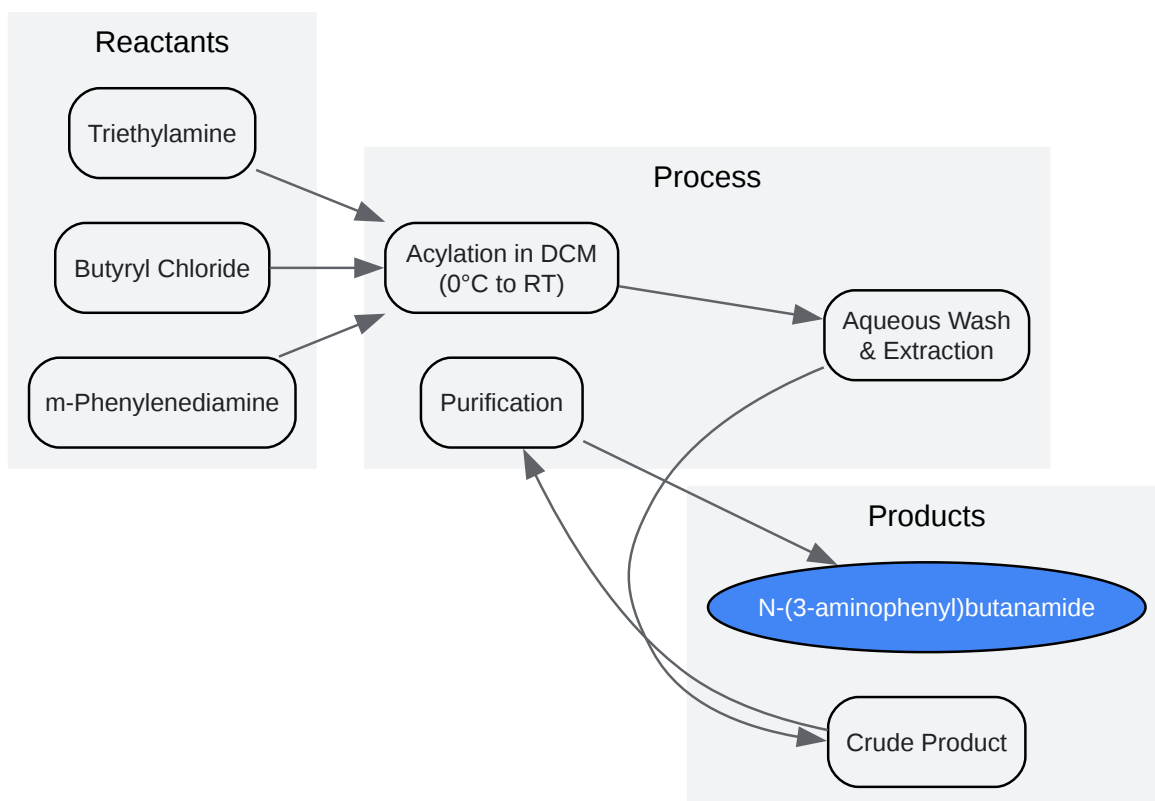 Reactants
Triethylamine
Butyryl Chloride
m-Phenylenediamine
Process
Acylation in DCM
(0°C to RT)
Aqueous Wash
& Extraction
Purification
Products
N-(3-aminophenyl)butanamide
Crude Product